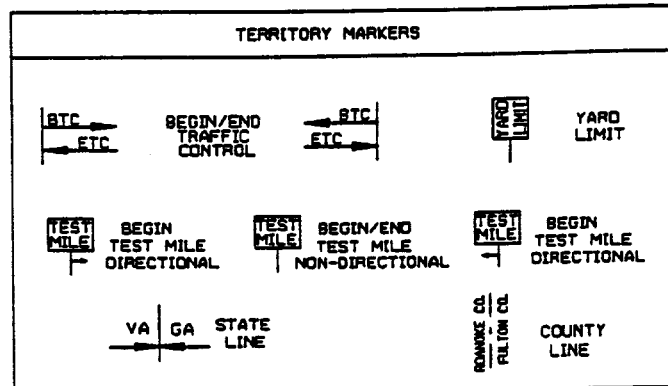 TERRITORY MARKERS
BTC
ETC
BEGIN/END
TRAFFIC
CONTROL
BTC
ETC
YARD
LIMIT
YARD
LIMIT
TEST
MILE
BEGIN
TEST MILE
DIRECTIONAL
TEST
MILE
BEGIN/END
TEST MILE
NON-DIRECTIONAL
TEST
MILE
BEGIN
TEST MILE
DIRECTIONAL
VA GA
STATE
LINE
ROANOKE CO.
FULTON CO.
COUNTY
LINE